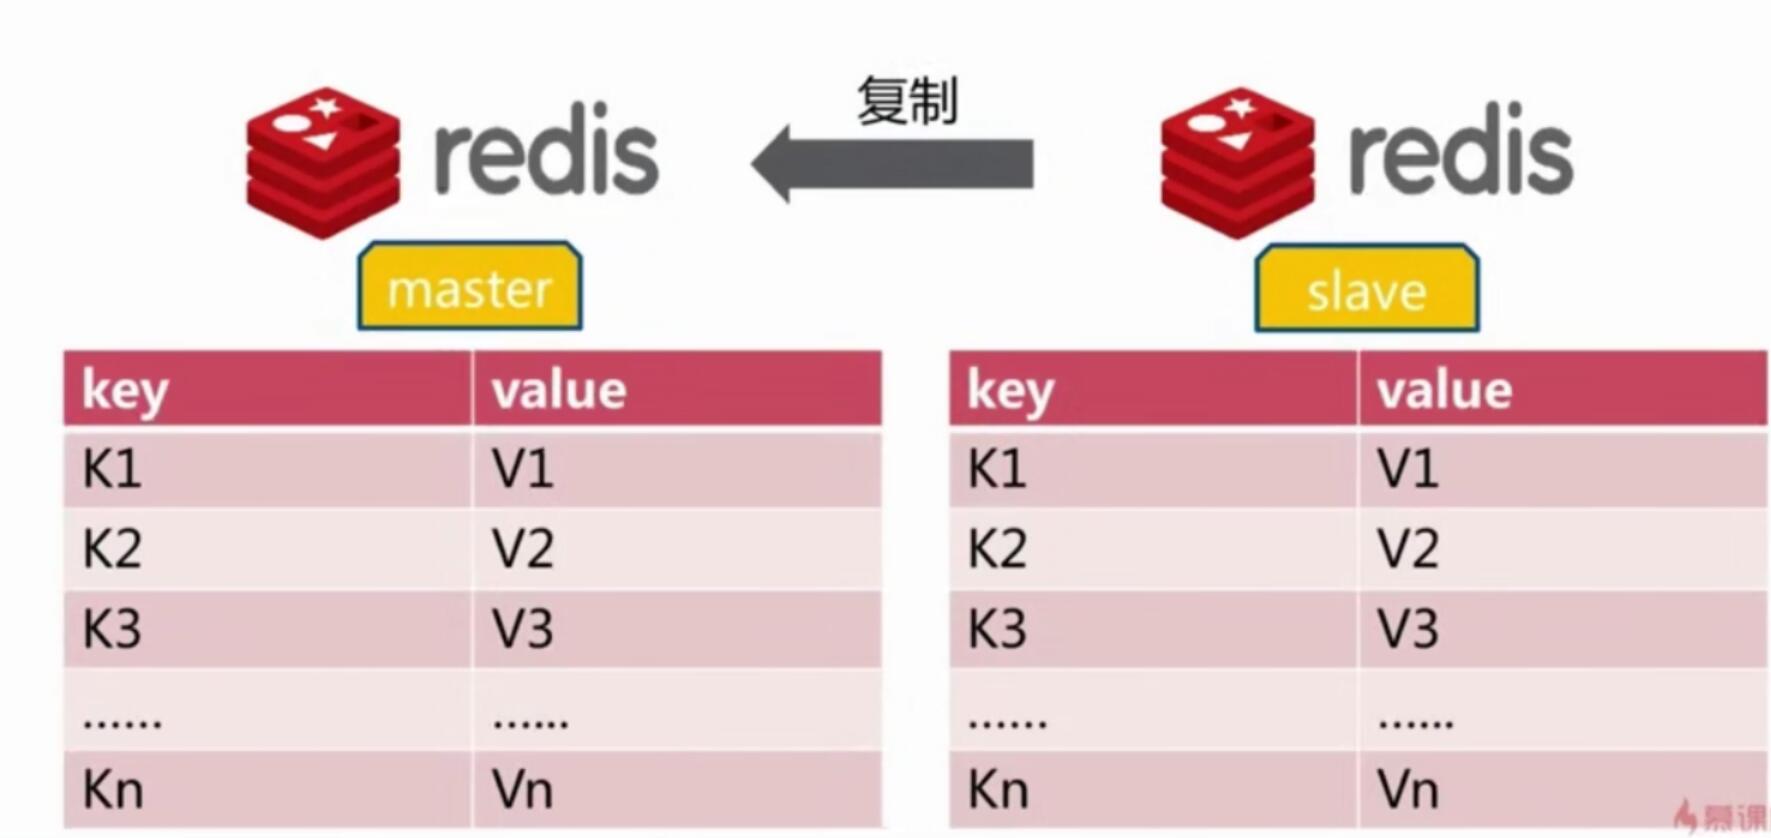 复制
redis
redis
master
slave
key value
K1 V1
K2 V2
K3 V3
...... ......
Kn Vn
key value
K1 V1
K2 V2
K3 V3
...... ......
Kn Vn
慕课